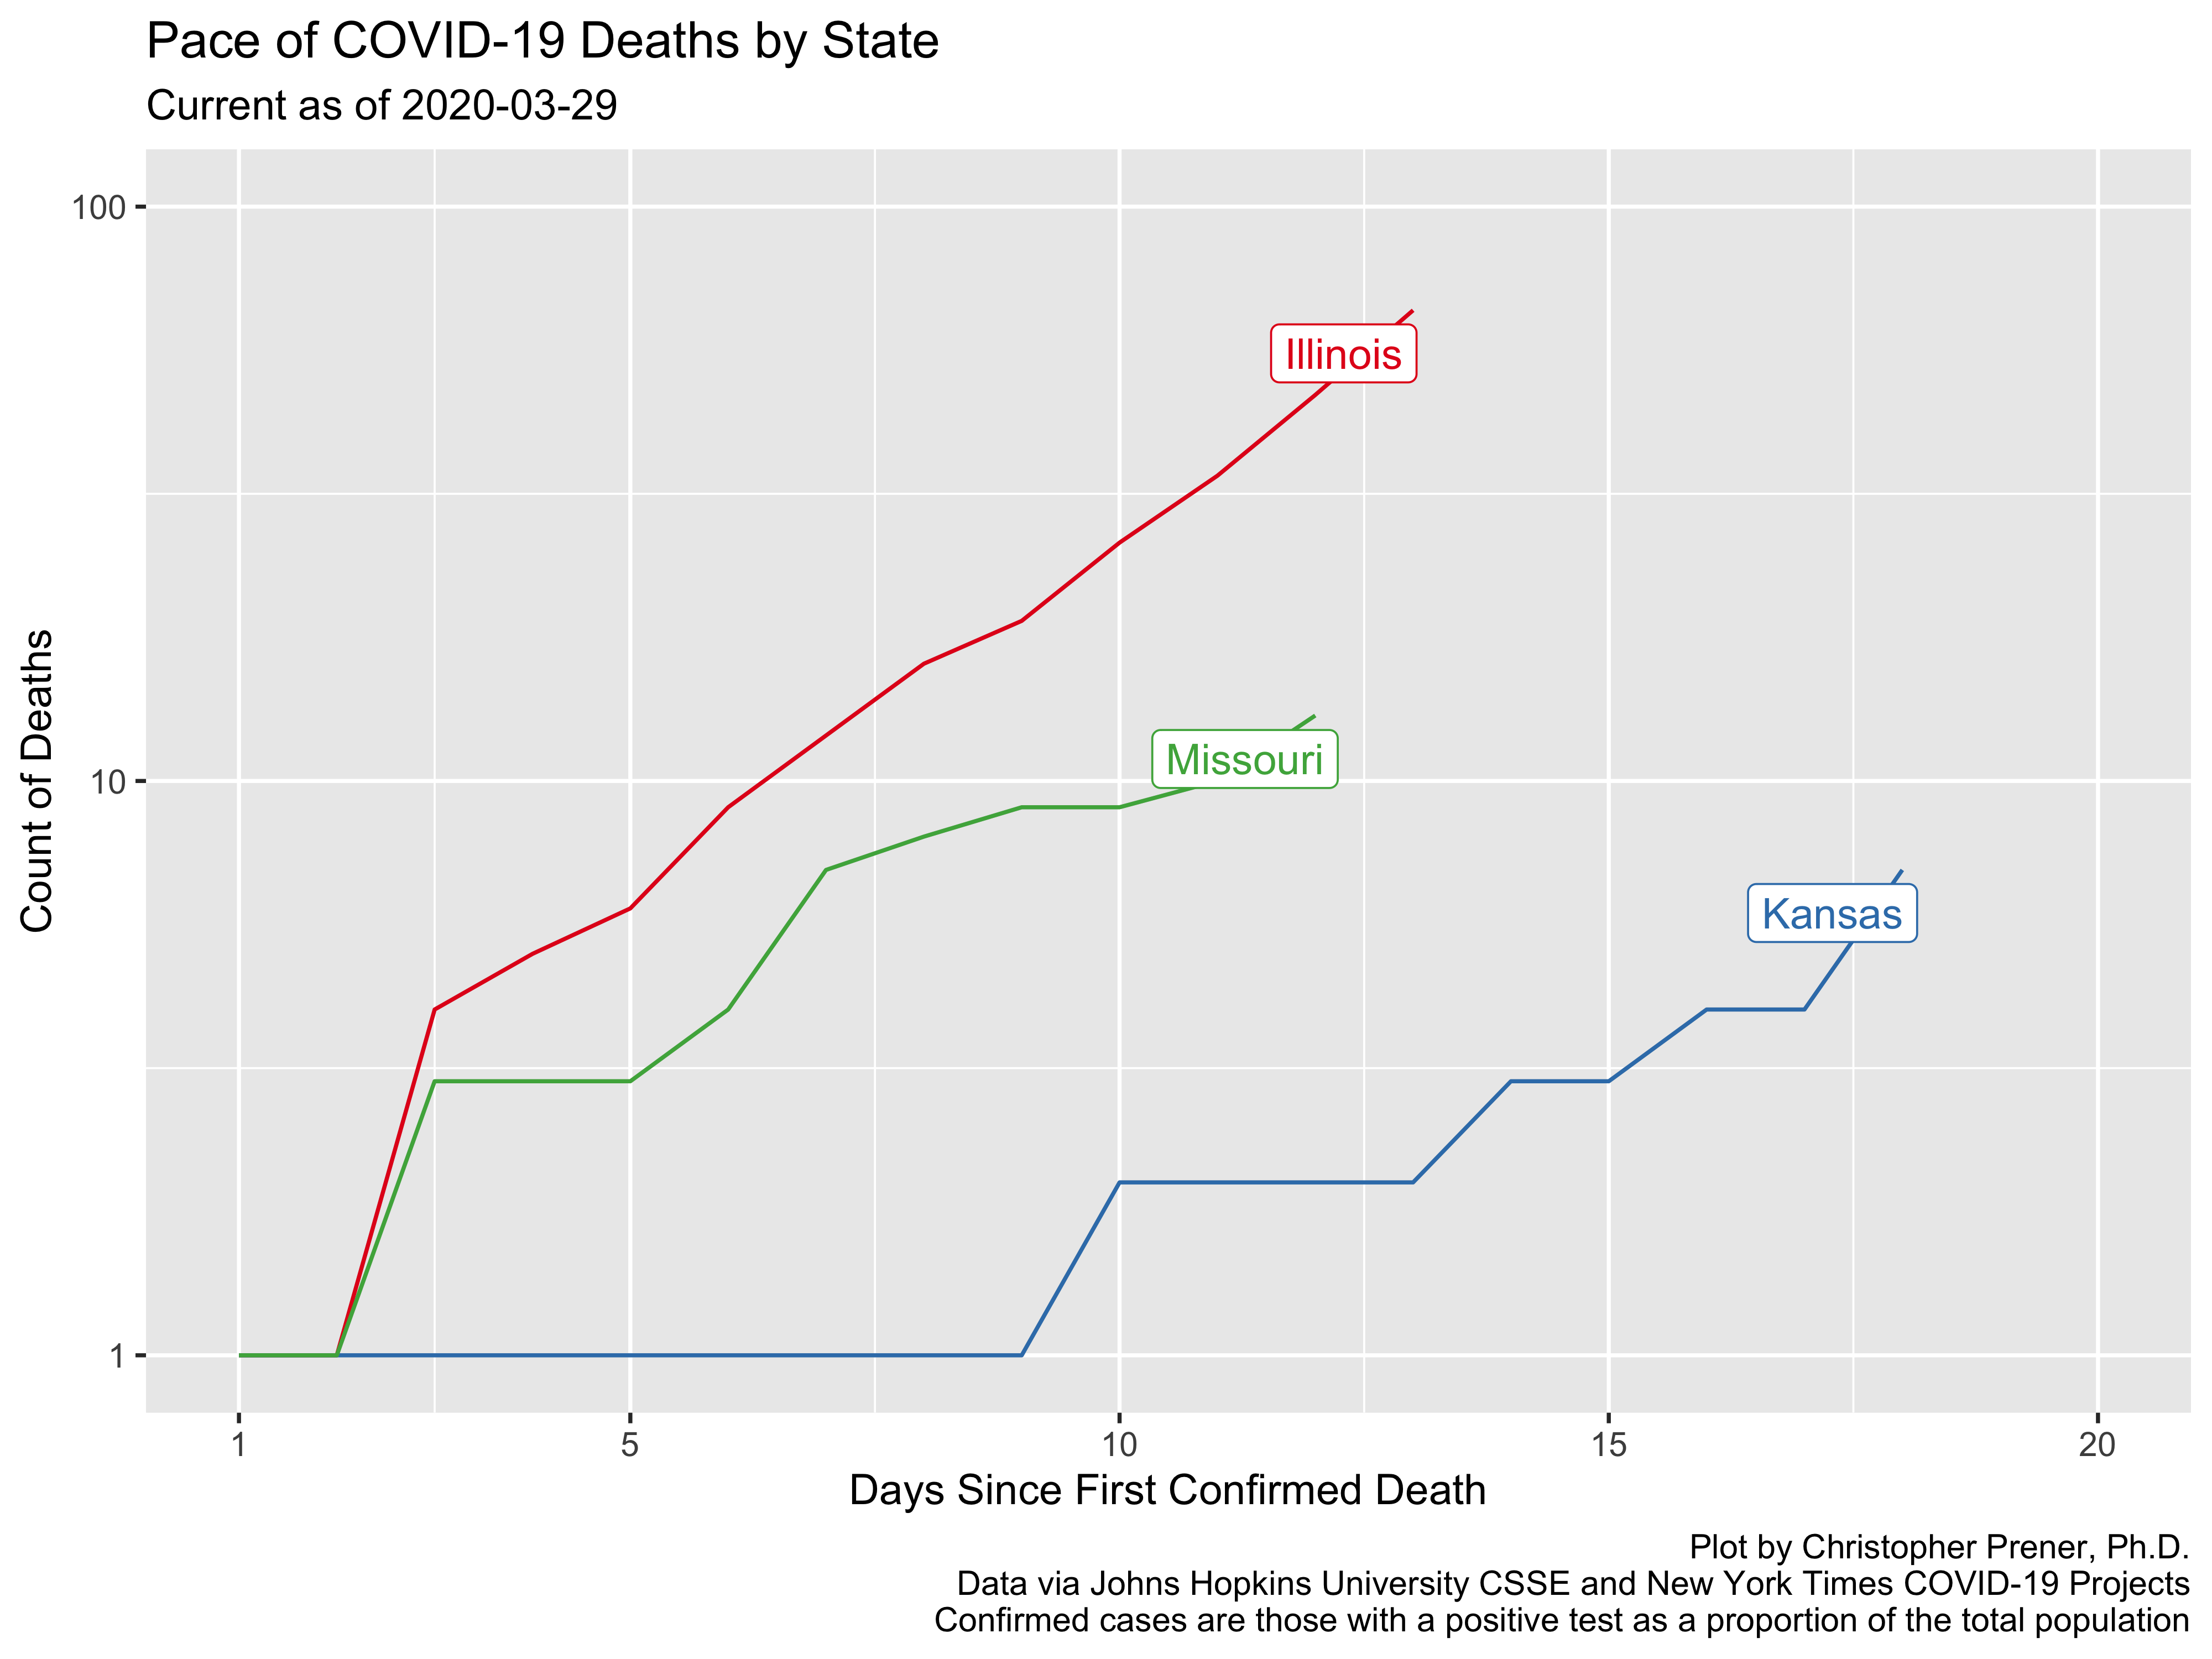 Pace of COVID-19 Deaths by State
Current as of 2020-03-29
Count of Deaths
100
10
1
Illinois
Missouri
Kansas
1
5
10
15
20
Days Since First Confirmed Death
Plot by Christopher Prener, Ph.D.
Data via Johns Hopkins University CSSE and New York Times COVID-19 Projects
Confirmed cases are those with a positive test as a proportion of the total population